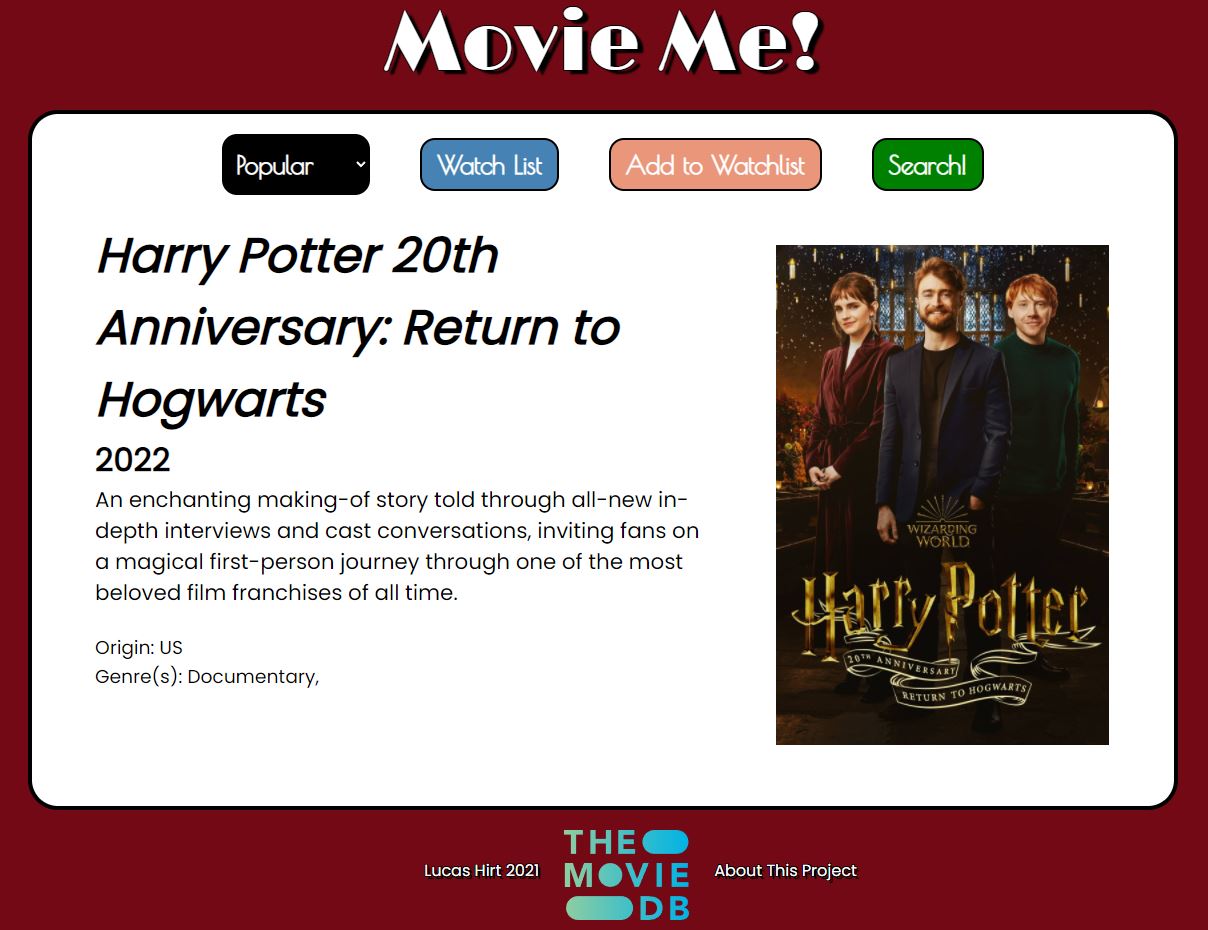 Movie Me!
Popular
Watch List
Add to Watchlist
Search!
Harry Potter 20th
Anniversary: Return to
Hogwarts
2022
An enchanting making-of story told through all-new in-
depth interviews and cast conversations, inviting fans on
a magical first-person journey through one of the most
beloved film franchises of all time.
Origin: US
Genre(s): Documentary,
WIZARDING
WORLD
Harry Potter
20TH ANNIVERSARY
RETURN TO HOGWARTS
Lucas Hirt 2021
THE
MOVIE
DB
About This Project